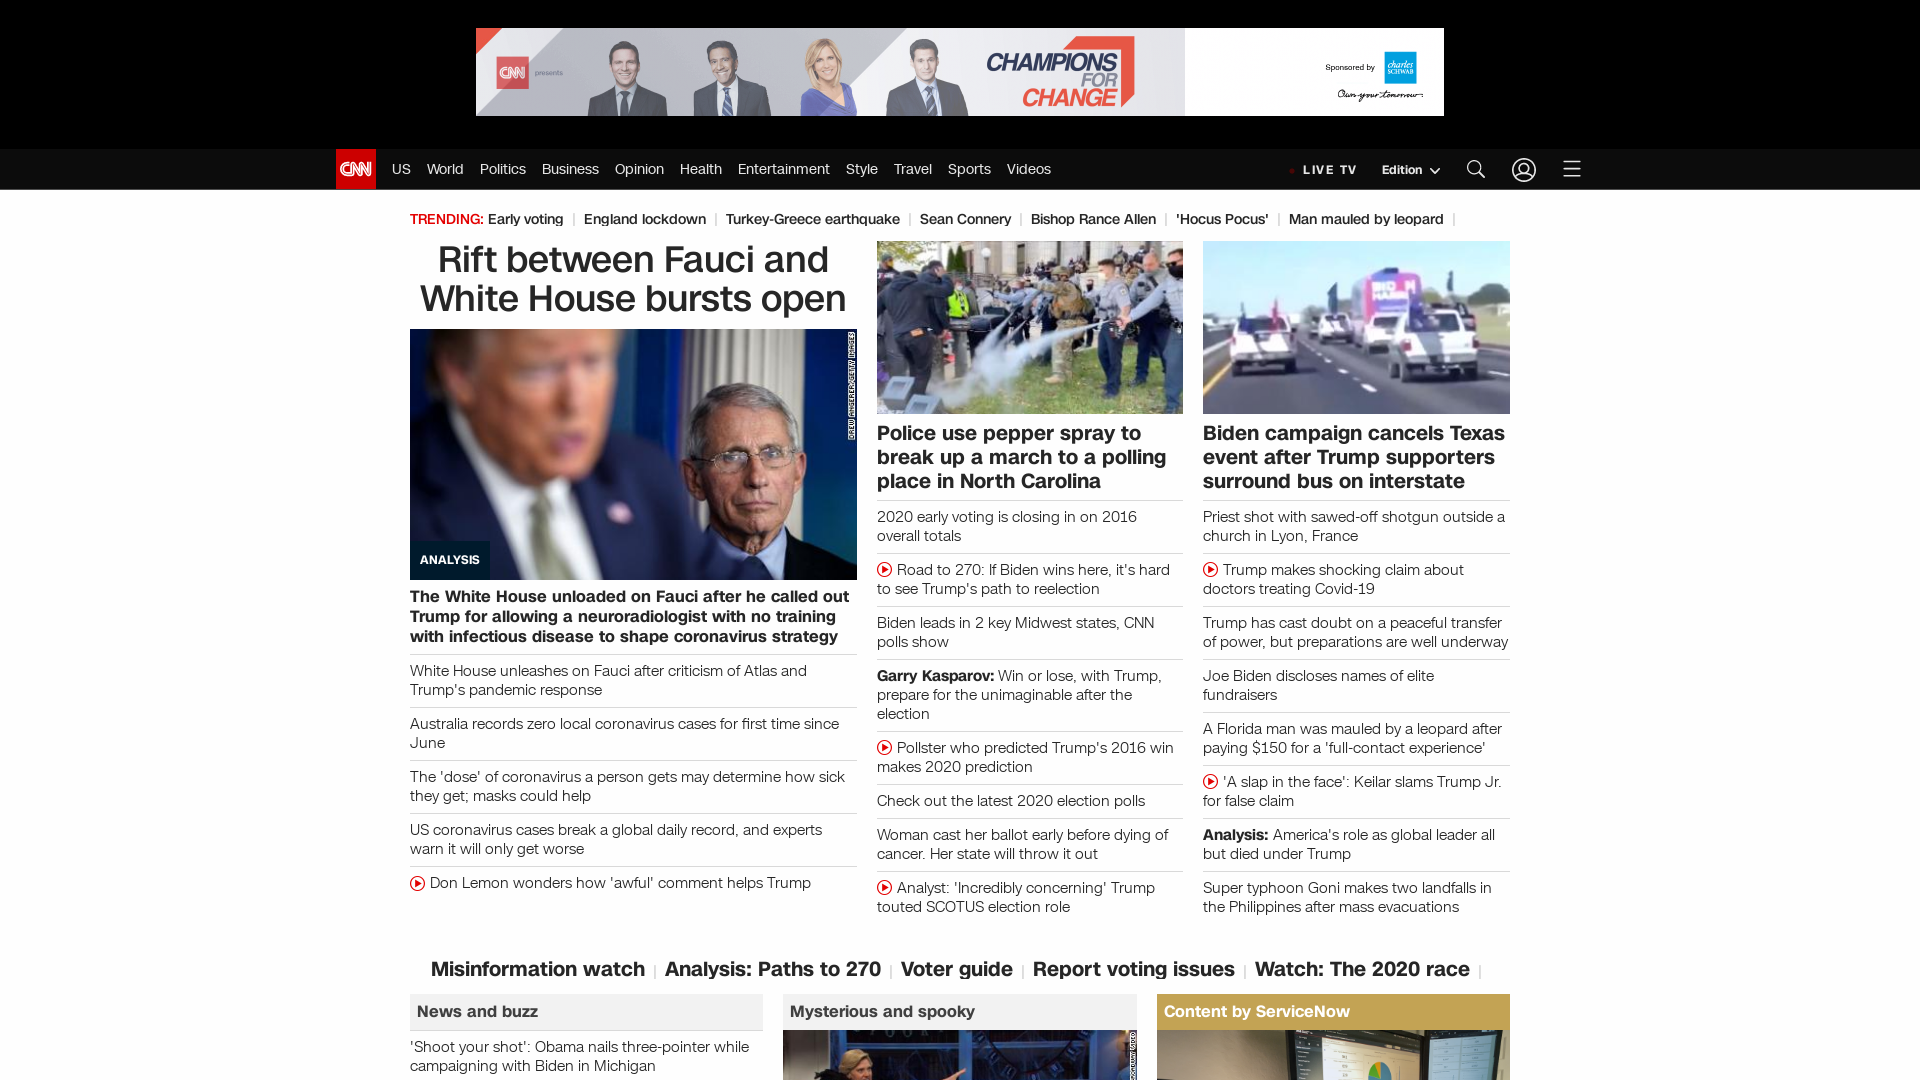 CNN presents
CHAMPIONS
FOR
CHANGE
Sponsored by
charles
SCHWAB
Own your tomorrow.
CNN US World Politics Business Opinion Health Entertainment Style Travel Sports Videos LIVE TV Edition
TRENDING: Early voting England lockdown Turkey-Greece earthquake Sean Connery Bishop Rance Allen 'Hocus Pocus' Man mauled by leopard
Rift between Fauci and
White House bursts open
DREW ANGERER/GETTY IMAGES
ANALYSIS
The White House unloaded on Fauci after he called out
Trump for allowing a neuroradiologist with no training
with infectious disease to shape coronavirus strategy
White House unleashes on Fauci after criticism of Atlas and
Trump's pandemic response
Australia records zero local coronavirus cases for first time since
June
The 'dose' of coronavirus a person gets may determine how sick
they get; masks could help
US coronavirus cases break a global daily record, and experts
warn it will only get worse
Don Lemon wonders how 'awful' comment helps Trump
Police use pepper spray to
break up a march to a polling
place in North Carolina
2020 early voting is closing in on 2016
overall totals
Road to 270: If Biden wins here, it's hard
to see Trump's path to reelection
Biden leads in 2 key Midwest states, CNN
polls show
Garry Kasparov: Win or lose, with Trump,
prepare for the unimaginable after the
election
Pollster who predicted Trump's 2016 win
makes 2020 prediction
Check out the latest 2020 election polls
Woman cast her ballot early before dying of
cancer. Her state will throw it out
Analyst: 'Incredibly concerning' Trump
touted SCOTUS election role
Biden campaign cancels Texas
event after Trump supporters
surround bus on interstate
Priest shot with sawed-off shotgun outside a
church in Lyon, France
Trump makes shocking claim about
doctors treating Covid-19
Trump has cast doubt on a peaceful transfer
of power, but preparations are well underway
Joe Biden discloses names of elite
fundraisers
A Florida man was mauled by a leopard after
paying $150 for a 'full-contact experience'
'A slap in the face': Keilar slams Trump Jr.
for false claim
Analysis: America's role as global leader all
but died under Trump
Super typhoon Goni makes two landfalls in
the Philippines after mass evacuations
Misinformation watch Analysis: Paths to 270 Voter guide Report voting issues Watch: The 2020 race
News and buzz
'Shoot your shot': Obama nails three-pointer while
campaigning with Biden in Michigan
Mysterious and spooky
Content by ServiceNow